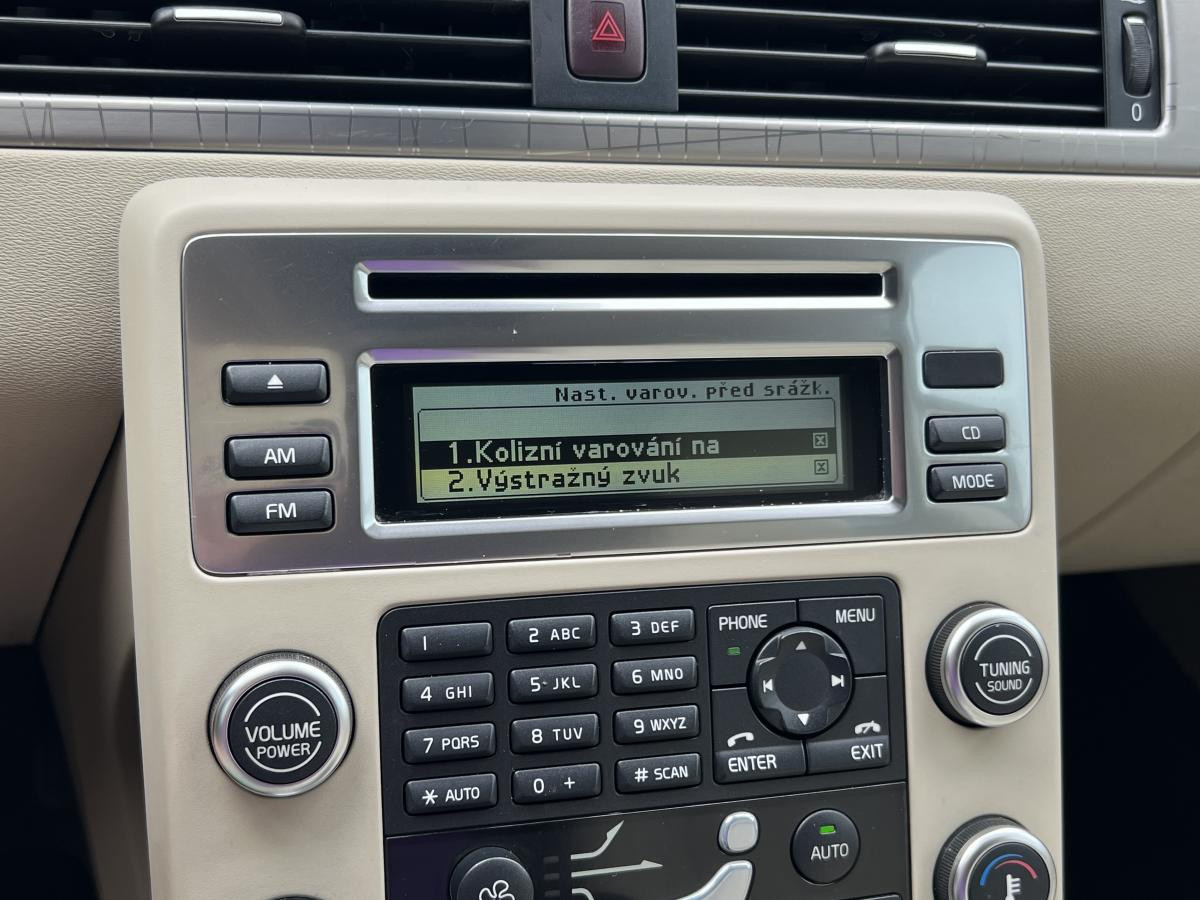 0
Nast. varov. před srážk.
1.Kolizní varování na
2.Výstražný zvuk
AM
FM
CD
MODE
1
2 ABC
3 DEF
4 GHI
5 JKL
6 MNO
7 PQRS
8 TUV
9 WXYZ
* AUTO
0 +
# SCAN
PHONE
MENU
ENTER
EXIT
VOLUME
POWER
TUNING
SOUND
AUTO